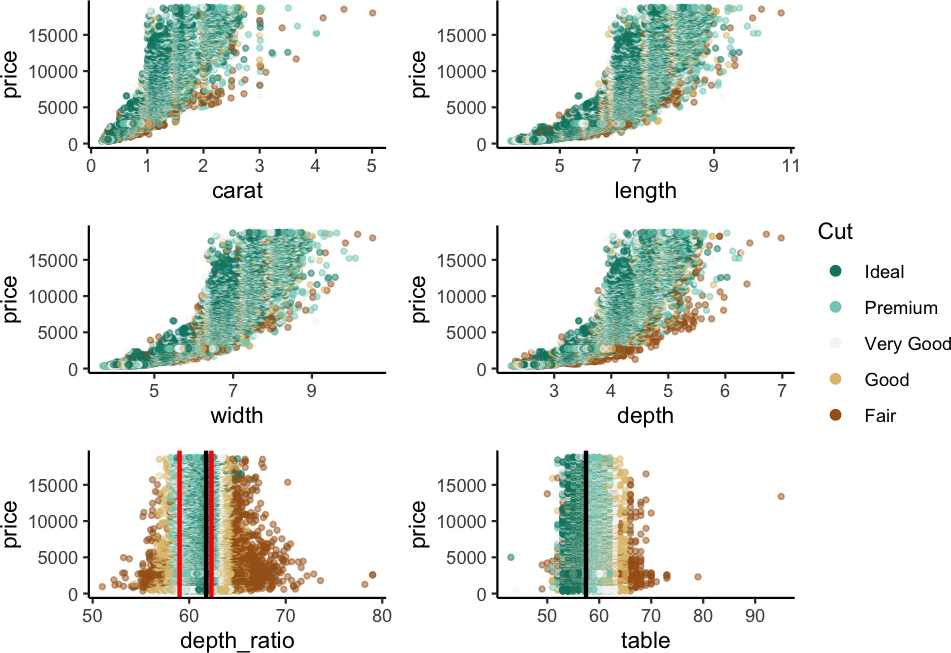 price
15000
10000
5000
0
0 1 2 3 4 5
carat
price
15000
10000
5000
0
5 7 9 11
length
price
15000
10000
5000
0
5 7 9
width
price
15000
10000
5000
0
3 4 5 6 7
depth
Cut
Ideal
Premium
Very Good
Good
Fair
price
15000
10000
5000
0
50 60 70 80
depth_ratio
price
15000
10000
5000
0
50 60 70 80 90
table